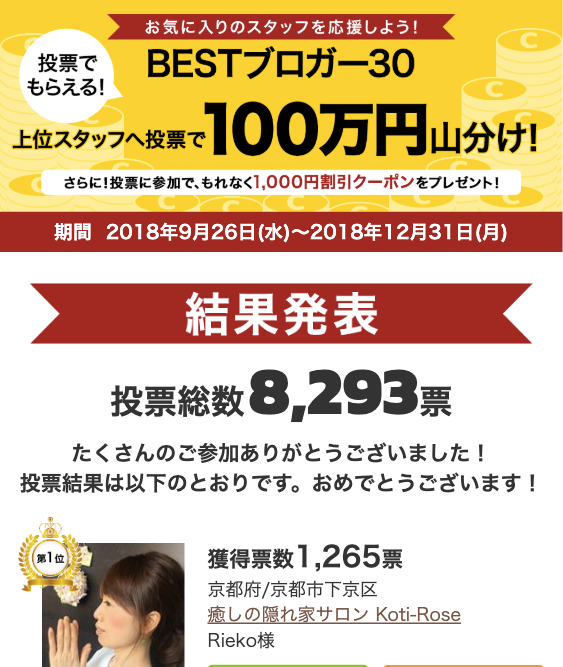 お気に入りのスタッフを応援しよう！
投票で
もらえる！
BESTブロガー30
上位スタッフへ投票で100万円山分け！
さらに！投票に参加で、もれなく1,000円割引クーポンをプレゼント！
期間 2018年9月26日(水)〜2018年12月31日(月)
結果発表
投票総数8,293票
たくさんのご参加ありがとうございました！
投票結果は以下のとおりです。おめでとうございます！
第1位
獲得票数1,265票
京都府/京都市下京区
癒しの隠れ家サロン Koti-Rose
Rieko様